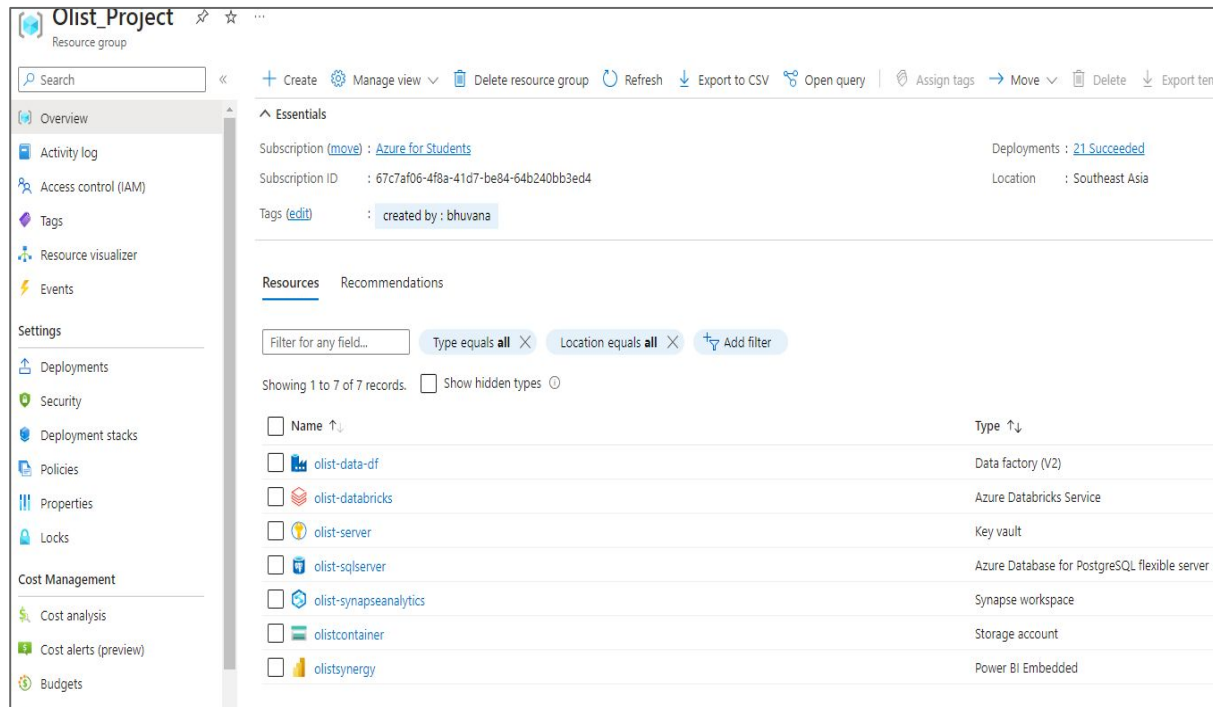 Olist_Project
Resource group
Search
Create Manage view Delete resource group Refresh Export to CSV Open query Assign tags Move Delete Export tem
Overview
Activity log
Access control (IAM)
Tags
Resource visualizer
Events
Settings
Deployments
Security
Deployment stacks
Policies
Properties
Locks
Cost Management
Cost analysis
Cost alerts (preview)
Budgets
Essentials
Subscription (move) : Azure for Students
Deployments : 21 Succeeded
Subscription ID : 67c7af06-4f8a-41d7-be84-64b240bb3ed4
Location : Southeast Asia
Tags (edit) : created by : bhuvana
Resources Recommendations
Filter for any field... Type equals all Location equals all Add filter
Showing 1 to 7 of 7 records. Show hidden types
Name Type
olist-data-df Data factory (V2)
olist-databricks Azure Databricks Service
olist-server Key vault
olist-sqlserver Azure Database for PostgreSQL flexible server
olist-synapseanalytics Synapse workspace
olistcontainer Storage account
olistsynergy Power BI Embedded